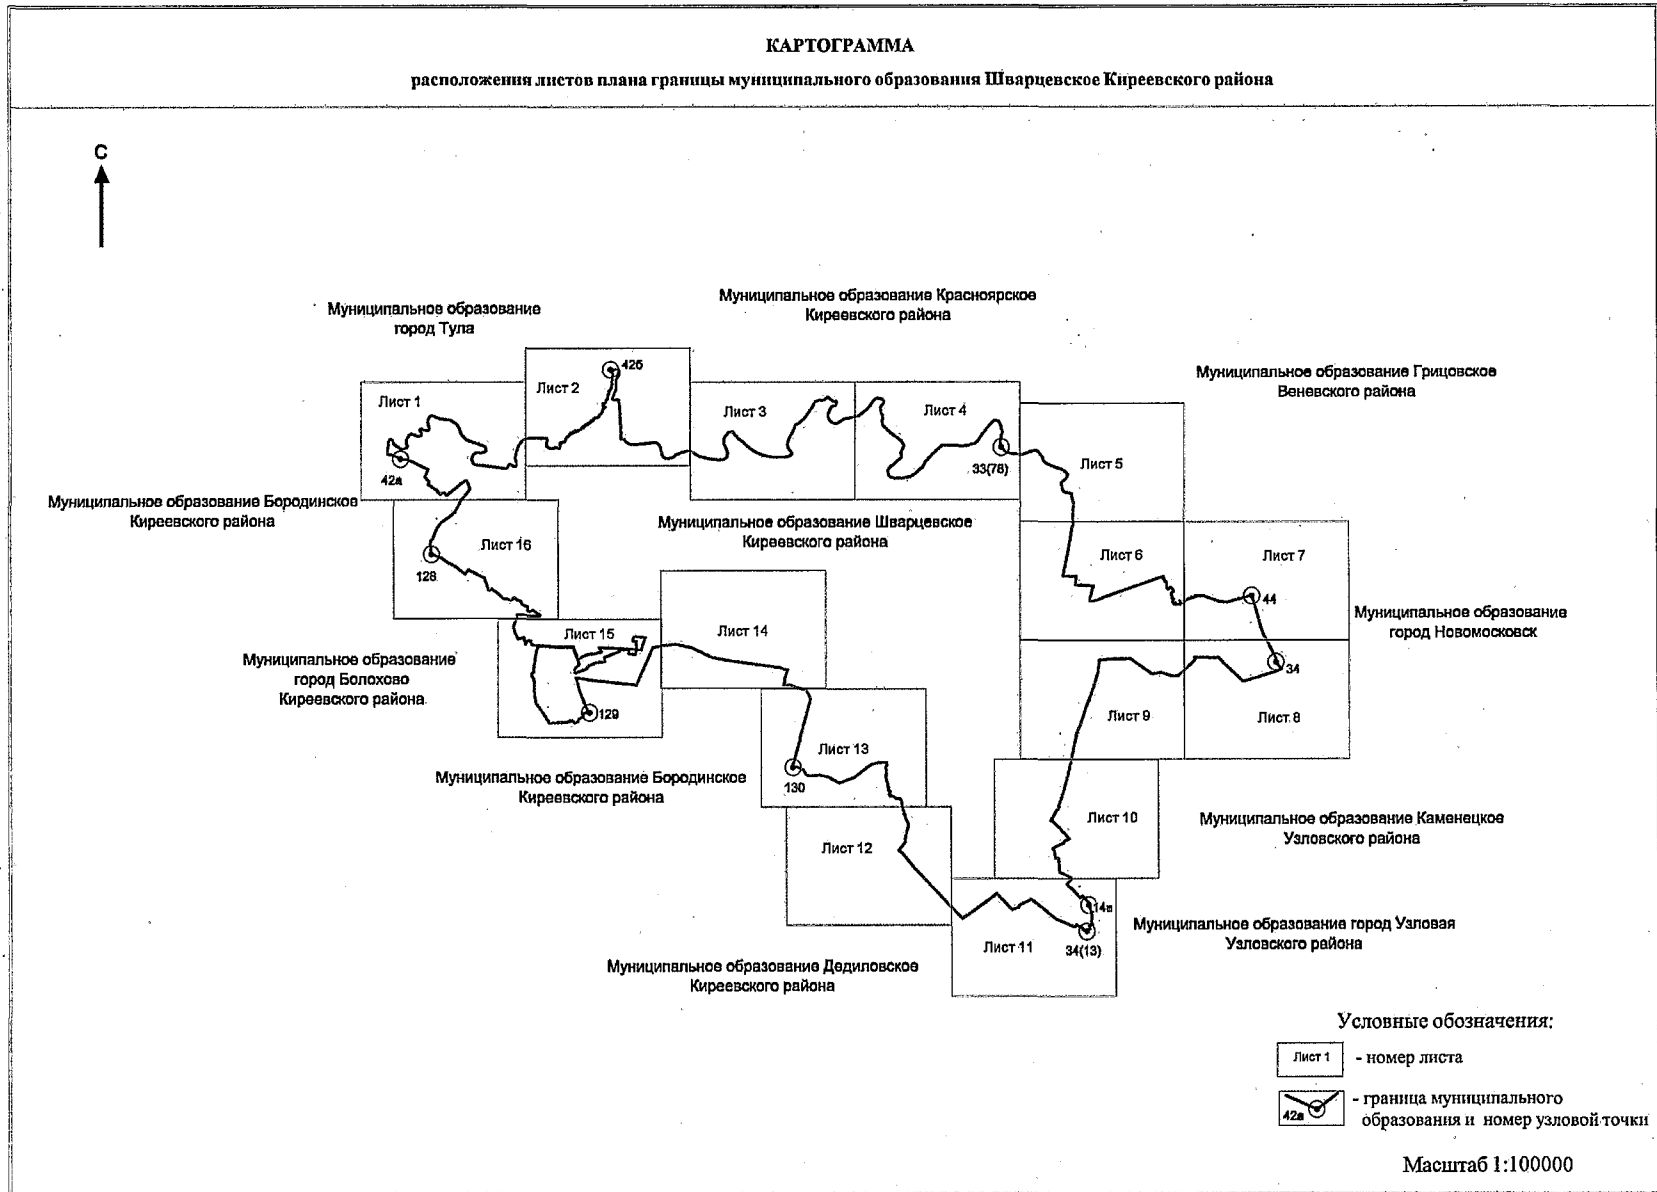 КАРТОГРАММА
расположения листов плана границы муниципального образования Шварцевское Киреевского района
С
Муниципальное образование Красноярское
Киреевского района
Муниципальное образование
город Тула
42б
Муниципальное образование Грицовское
Веневского района
Лист 2
Лист 1
Лист 3
Лист 4
Лист 5
33(78)
42а
Муниципальное образование Бородинское
Киреевского района
Муниципальное образование Шварцевское
Киреевского района
Лист 16
Лист 6
Лист 7
128
44
Муниципальное образование
город Новомосковск
Лист 15
Лист 14
Муниципальное образование
город Болохово
Киреевского района
34
129
Лист 9
Лист 8
Лист 13
Муниципальное образование Бородинское
Киреевского района
130
Лист 10
Муниципальное образование Каменецкое
Узловского района
Лист 12
14в
Муниципальное образование город Узловая
Узловского района
Лист 11
34(13)
Муниципальное образование Дедиловское
Киреевского района
Условные обозначения:
Лист 1 - номер листа
42а - граница муниципального
образования и номер узловой точки
Масштаб 1:100000